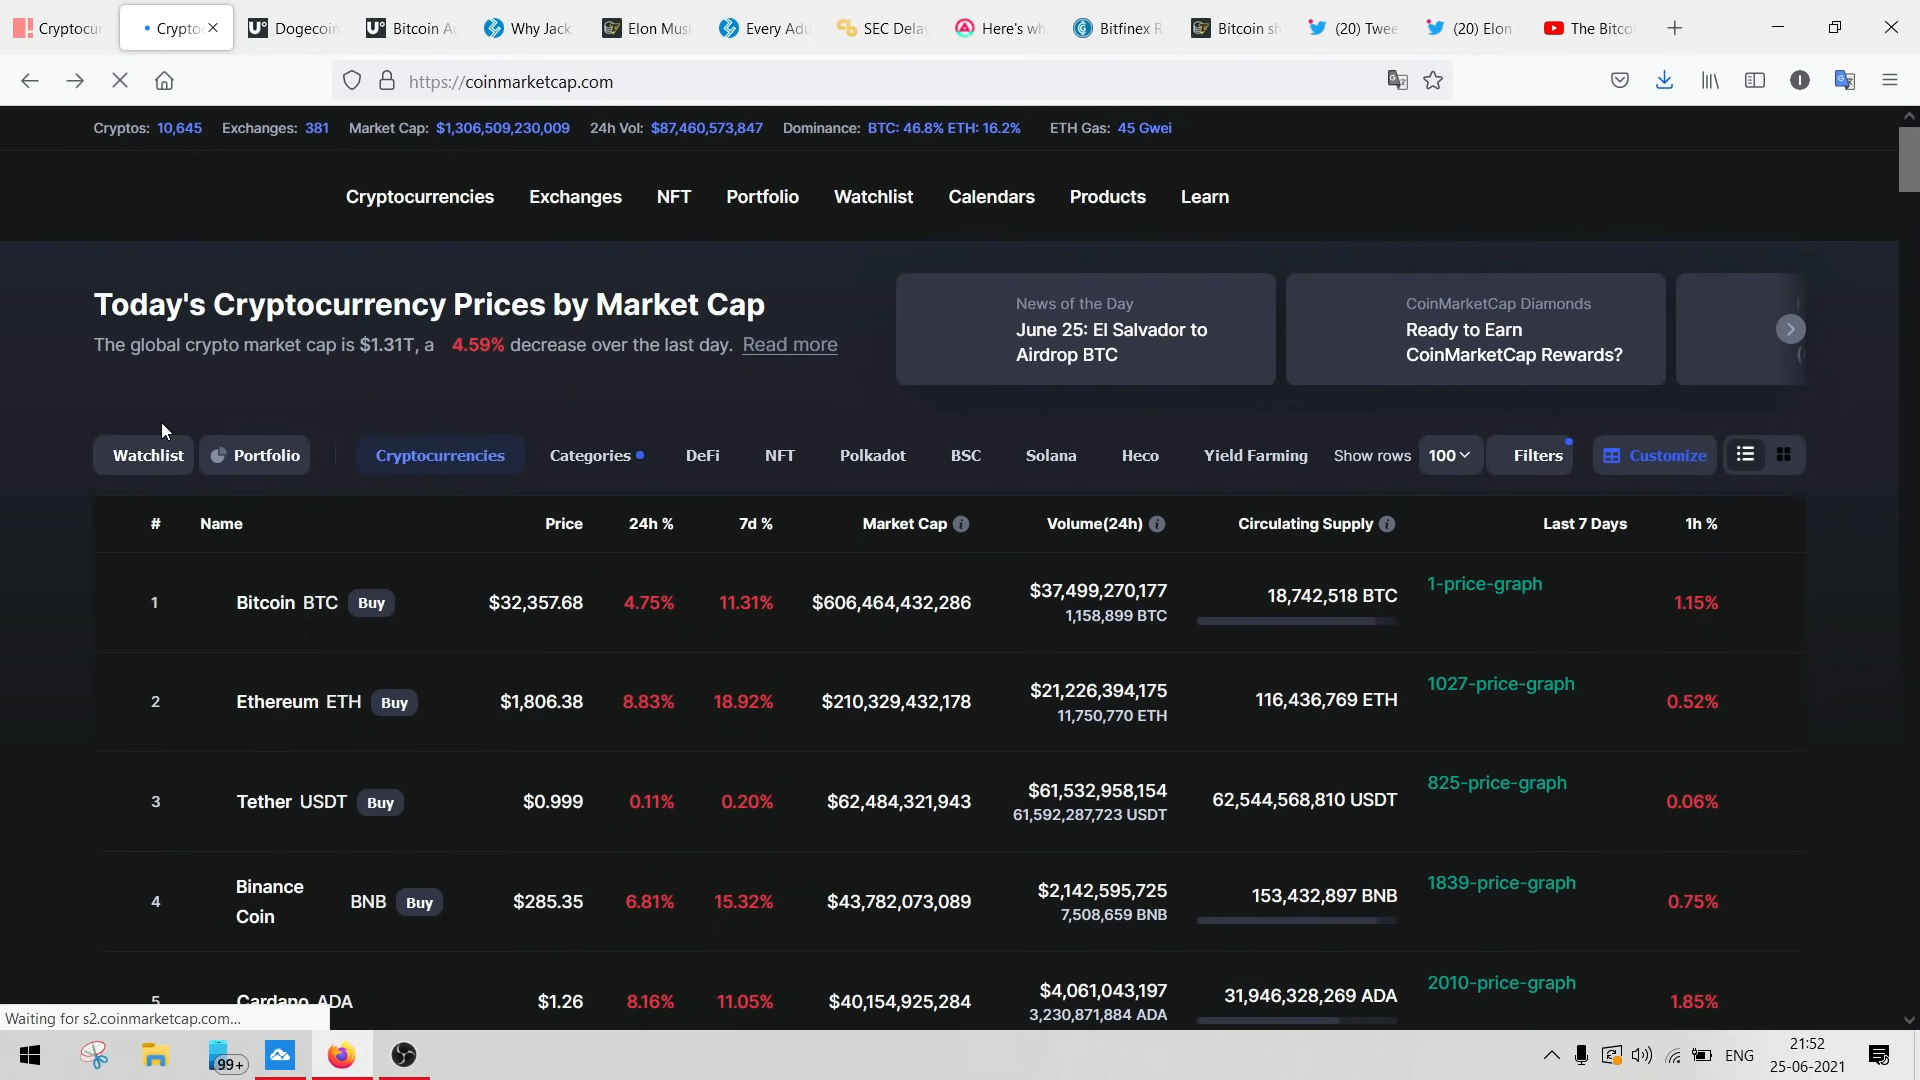 Cryptocur
Crypto
Dogecoin
Bitcoin A
Why Jack
Elon Musk
Every Adu
SEC Dela
Here's wh
Bitfinex R
Bitcoin sh
(20) Twee
(20) Elon
The Bitco
https://coinmarketcap.com
Cryptos: 10,645 Exchanges: 381 Market Cap: $1,306,509,230,009 24h Vol: $87,460,573,847 Dominance: BTC: 46.8% ETH: 16.2% ETH Gas: 45 Gwei
Cryptocurrencies Exchanges NFT Portfolio Watchlist Calendars Products Learn
Today's Cryptocurrency Prices by Market Cap
The global crypto market cap is $1.31T, a 4.59% decrease over the last day. Read more
News of the Day
June 25: El Salvador to
Airdrop BTC
CoinMarketCap Diamonds
Ready to Earn
CoinMarketCap Rewards?
Watchlist Portfolio Cryptocurrencies Categories DeFi NFT Polkadot BSC Solana Heco Yield Farming Show rows 100 Filters Customize
# Name Price 24h % 7d % Market Cap Volume(24h) Circulating Supply Last 7 Days 1h %
1 Bitcoin BTC Buy $32,357.68 4.75% 11.31% $606,464,432,286 $37,499,270,177 18,742,518 BTC 1-price-graph 1.15%
1,158,899 BTC
2 Ethereum ETH Buy $1,806.38 8.83% 18.92% $210,329,432,178 $21,226,394,175 116,436,769 ETH 1027-price-graph 0.52%
11,750,770 ETH
3 Tether USDT Buy $0.999 0.11% 0.20% $62,484,321,943 $61,532,958,154 62,544,568,810 USDT 825-price-graph 0.06%
61,592,287,723 USDT
4 Binance Coin BNB Buy $285.35 6.81% 15.32% $43,782,073,089 $2,142,595,725 153,432,897 BNB 1839-price-graph 0.75%
7,508,659 BNB
5 Cardano ADA $1.26 8.16% 11.05% $40,154,925,284 $4,061,043,197 31,946,328,269 ADA 2010-price-graph 1.85%
3,230,871,884 ADA
Waiting for s2.coinmarketcap.com...
99+
ENG
21:52
25-06-2021